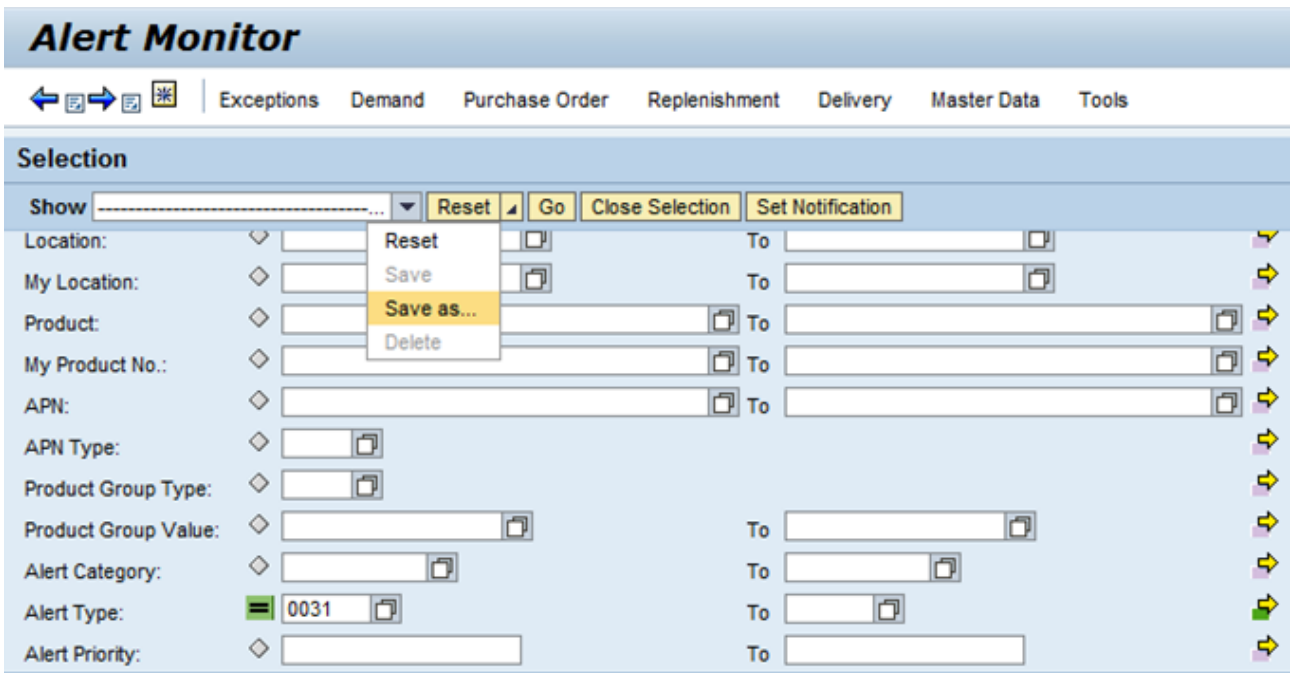 Alert Monitor
Exceptions Demand Purchase Order Replenishment Delivery Master Data Tools
Selection
Show --------------------------------------... Reset Go Close Selection Set Notification
Location: To
Reset
Save
My Location: To
Save as...
Product: To
Delete
My Product No.: To
APN: To
APN Type:
Product Group Type:
Product Group Value: To
Alert Category: To
Alert Type: 0031 To
Alert Priority: To